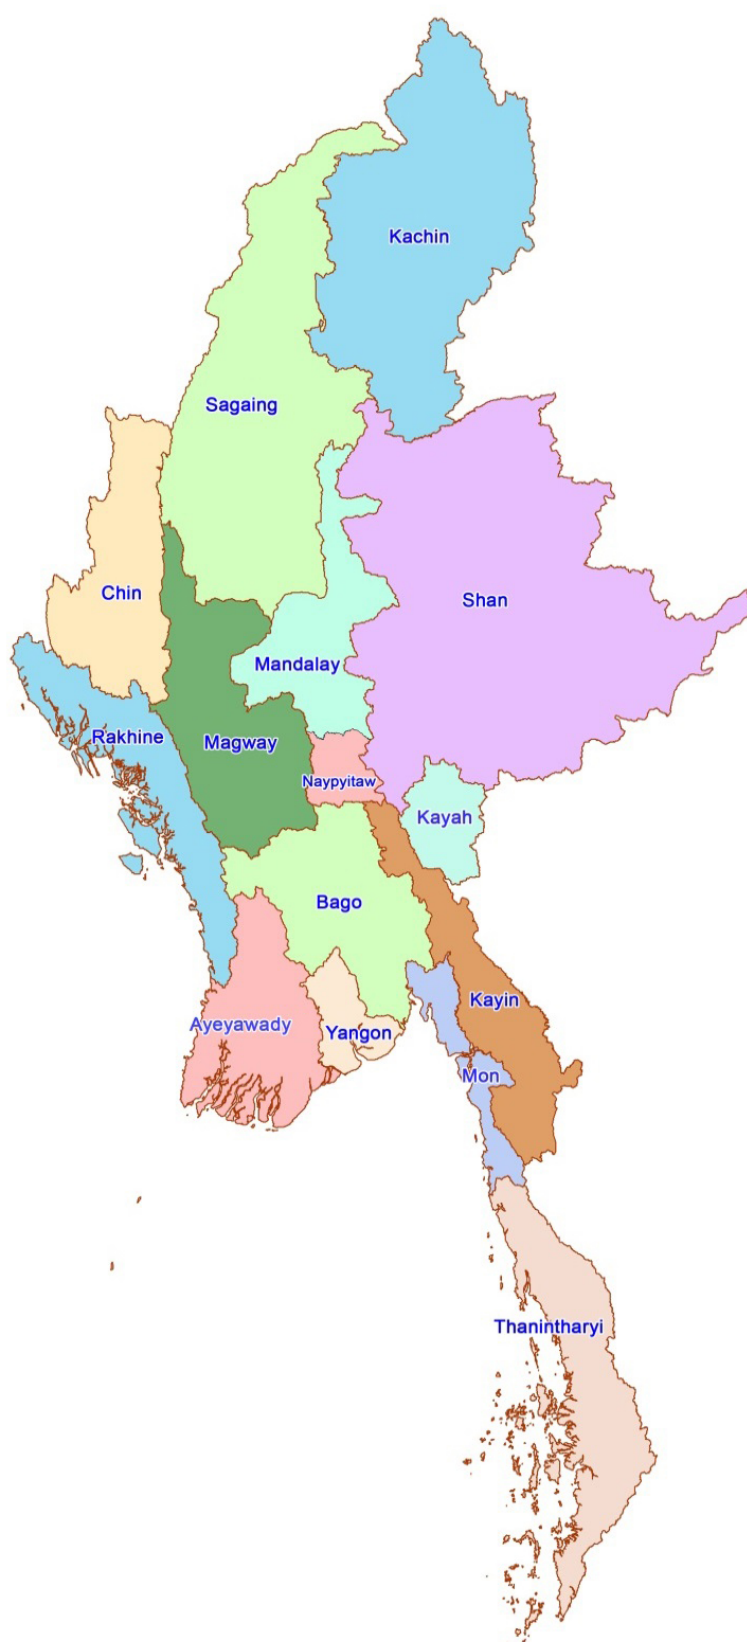 Kachin
Sagaing
Chin
Shan
Mandalay
Rakhine
Magway
Naypyitaw
Kayah
Bago
Kayin
Ayeyawady
Yangon
Mon
Thanintharyi